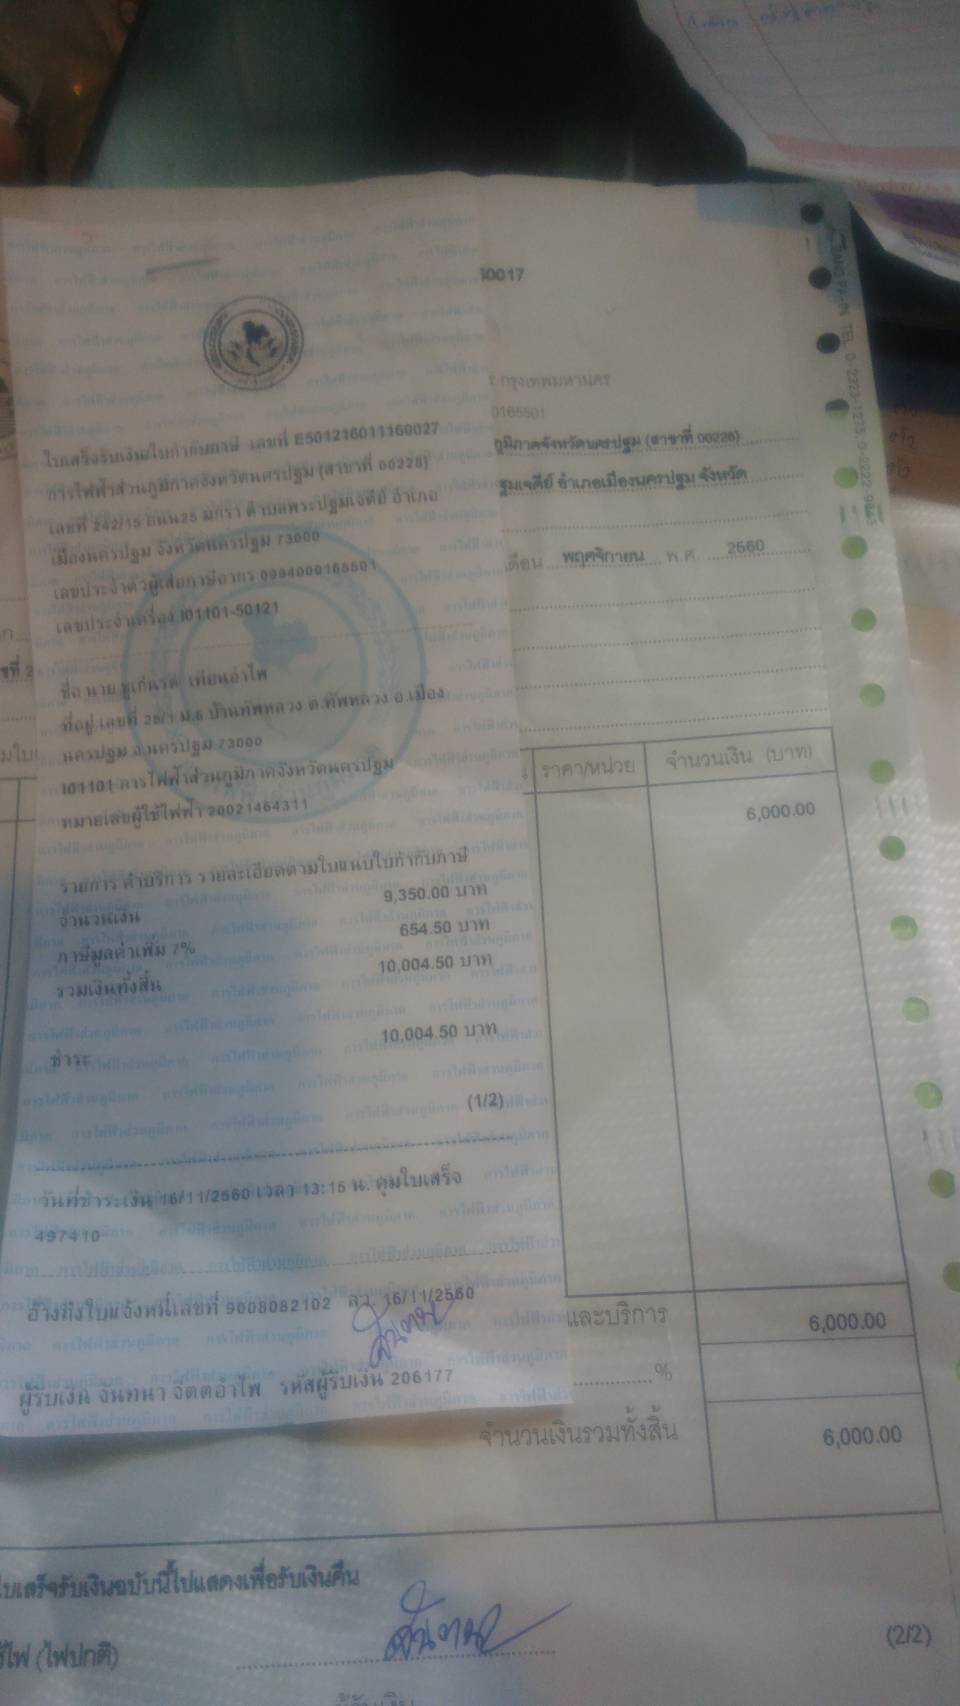 ใบเสร็จรับเงิน/ใบกำกับภาษี เลขที่ E501216011160027
การไฟฟ้าส่วนภูมิภาคจังหวัดนครปฐม (สาขาที่ 00228)
เลขที่ 242/15 ถนน25 มกรา ตำบลพระปฐมเจดีย์ อำเภอ
เมืองนครปฐม จังหวัดนครปฐม 73000
เลขประจำตัวผู้เสียภาษีอากร 0994000165501
เลขประจำเครื่อง I01101-50121
ชื่อ นาย เทียนอำไพ
ที่อยู่ เลขที่ 28/1 ม.6 บ้านทัพหลวง ต.ทัพหลวง อ.เมือง
นครปฐม จ.นครปฐม 73000
I01101 การไฟฟ้าส่วนภูมิภาคจังหวัดนครปฐม
หมายเลขผู้ใช้ไฟฟ้า 20021464311
รายการ ค่าบริการ รายละเอียดตามใบแนบใบกำกับภาษี
จำนวนเงิน 9,350.00 บาท
ภาษีมูลค่าเพิ่ม 7% 654.50 บาท
รวมเงินทั้งสิ้น 10,004.50 บาท
ชำระ 10,004.50 บาท
(1/2)
วันที่ชำระเงิน 16/11/2560 เวลา 13:15 น. คุมใบเสร็จ
497410
อ้างถึงใบแจ้งหนี้เลขที่ 9008082102 ลว. 16/11/2560
ผู้รับเงิน จันทนา จิตตอำไพ รหัสผู้รับเงิน 206177
0017
กรุงเทพมหานคร
0165501
ภูมิภาคจังหวัดนครปฐม (สาขาที่ 00228)
ฐมเจดีย์ อำเภอเมืองนครปฐม จังหวัด
เดือน พฤศจิกายน พ.ศ. 2560
ราคา/หน่วย จำนวนเงิน (บาท)
6,000.00
และบริการ 6,000.00
%
จำนวนเงินรวมทั้งสิ้น 6,000.00
ใบเสร็จรับเงินฉบับนี้ไปแสดงเพื่อรับเงินคืน
ไฟ (ไฟปกติ)
(2/2)
ผู้รับเงิน